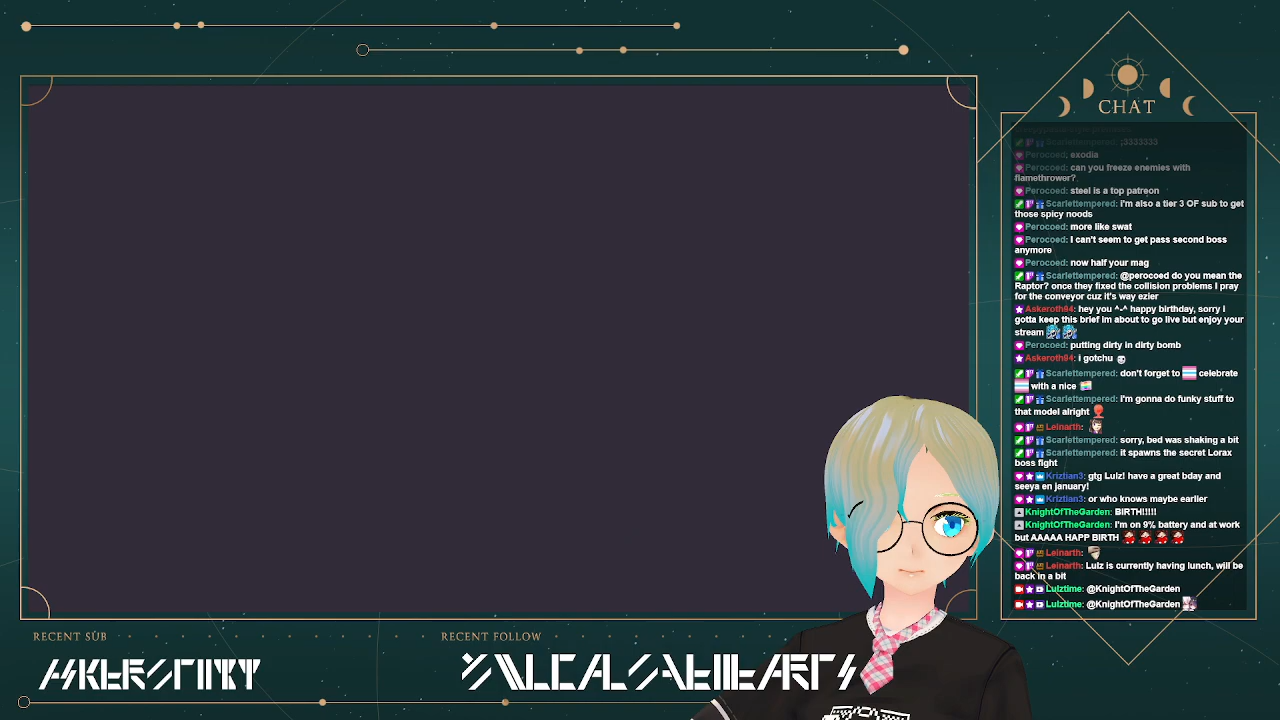 CHAT
Scarlettempered: ;3333333
Perocoed: exodia
Perocoed: can you freeze enemies with
flamethrower?
Perocoed: steel is a top patreon
Scarlettempered: i'm also a tier 3 OF sub to get
those spicy noods
Perocoed: more like swat
Perocoed: I can't seem to get pass second boss
anymore
Perocoed: now half your mag
Scarlettempered: @perocoed do you mean the
Raptor? once they fixed the collision problems I pray
for the conveyor cuz it's way ezier
Askeroth94: hey you ^-^ happy birthday, sorry I
gotta keep this brief im about to go live but enjoy your
stream
Perocoed: putting dirty in dirty bomb
Askeroth94: i gotchu
Scarlettempered: don't forget to celebrate
with a nice
Scarlettempered: i'm gonna do funky stuff to
that model alright
Leinarth:
Scarlettempered: sorry, bed was shaking a bit
Scarlettempered: it spawns the secret Lorax
boss fight
Kriztian3: gtg Lulz! have a great bday and
seeya en january!
Kriztian3: or who knows maybe earlier
KnightOfTheGarden: BIRTH!!!!!
KnightOfTheGarden: I'm on 9% battery and at work
but AAAAA HAPP BIRTH
Leinarth:
Leinarth: Lulz is currently having lunch, will be
back in a bit
Lulztime: @KnightOfTheGarden
Lulztime: @KnightOfTheGarden
RECENT SUB
RECENT FOLLOW